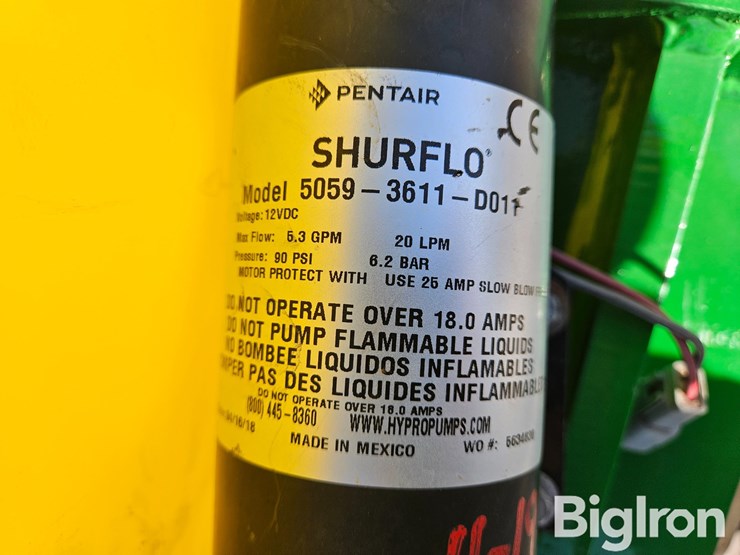 PENTAIR
CE
SHURFLO®
Model 5059-3611-D011
Voltage: 12VDC
Max Flow: 5.3 GPM 20 LPM
Pressure: 90 PSI 6.2 BAR
MOTOR PROTECT WITH USE 25 AMP SLOW BLOW
DO NOT OPERATE OVER 18.0 AMPS
DO NOT PUMP FLAMMABLE LIQUIDS
NO BOMBEE LIQUIDOS INFLAMABLES
PAS DES LIQUIDES INFLAMMABLE
DO NOT OPERATE OVER 18.0 AMPS
(800) 445-8360 WWW.HYPROPUMPS.COM
MADE IN MEXICO WO #:
BigIron